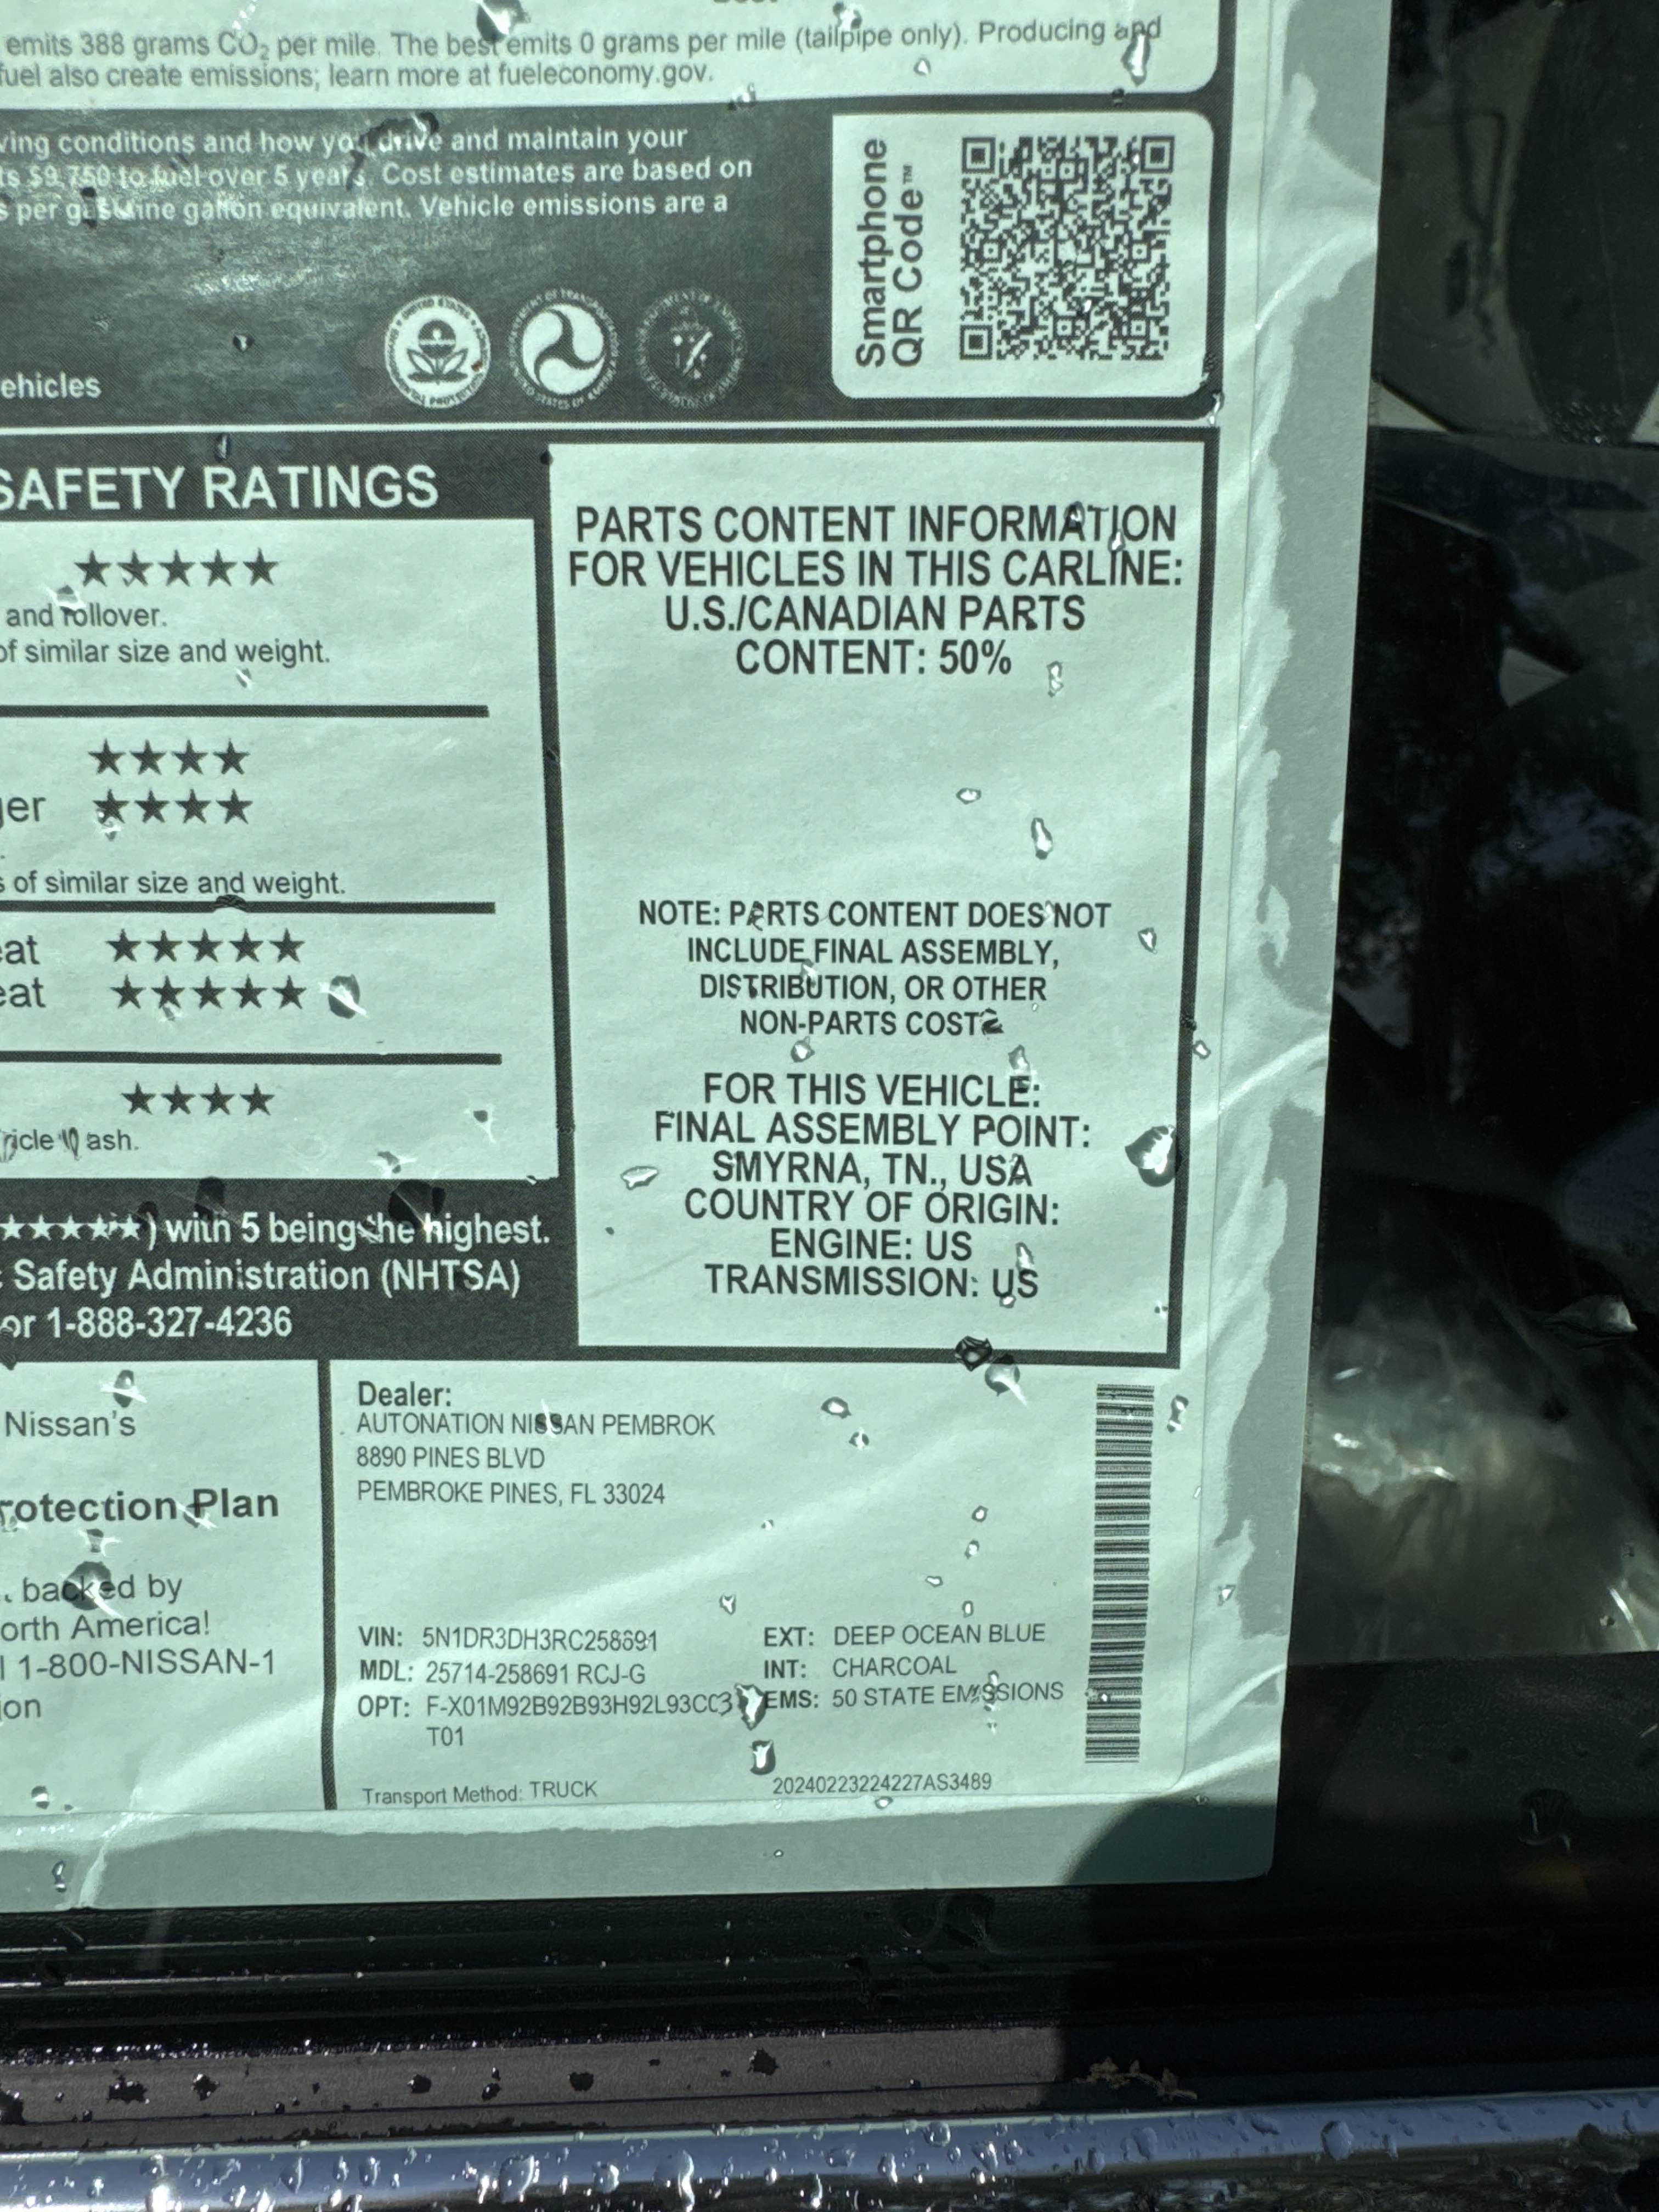 emits 388 grams CO₂ per mile. The best emits 0 grams per mile (tailpipe only). Producing and
fuel also create emissions; learn more at fueleconomy.gov.
ving conditions and how you drive and maintain your
ts $9,750 to fuel over 5 years. Cost estimates are based on
s per gasoline gallon equivalent. Vehicle emissions are a
Smartphone
QR Code™
ehicles
SAFETY RATINGS
★★★★★
and rollover.
of similar size and weight.
★★★★
ger ★★★★
s of similar size and weight.
eat ★★★★★
eat ★★★★★
★★★★
ash.
★★★★★) with 5 being the highest.
Safety Administration (NHTSA)
or 1-888-327-4236
PARTS CONTENT INFORMATION
FOR VEHICLES IN THIS CARLINE:
U.S./CANADIAN PARTS
CONTENT: 50%
NOTE: PARTS CONTENT DOES NOT
INCLUDE FINAL ASSEMBLY,
DISTRIBUTION, OR OTHER
NON-PARTS COSTS
FOR THIS VEHICLE:
FINAL ASSEMBLY POINT:
SMYRNA, TN., USA
COUNTRY OF ORIGIN:
ENGINE: US
TRANSMISSION: US
Nissan's
rotection Plan
backed by
orth America!
1-800-NISSAN-1
ion
Dealer:
AUTONATION NISSAN PEMBROK
8890 PINES BLVD
PEMBROKE PINES, FL 33024
VIN: 5N1DR3DH3RC258691
MDL: 25714-258691 RCJ-G
OPT: F-X01M92B92B93H92L93CC3
T01
EXT: DEEP OCEAN BLUE
INT: CHARCOAL
EMS: 50 STATE EMISSIONS
Transport Method: TRUCK
20240223224227AS3489